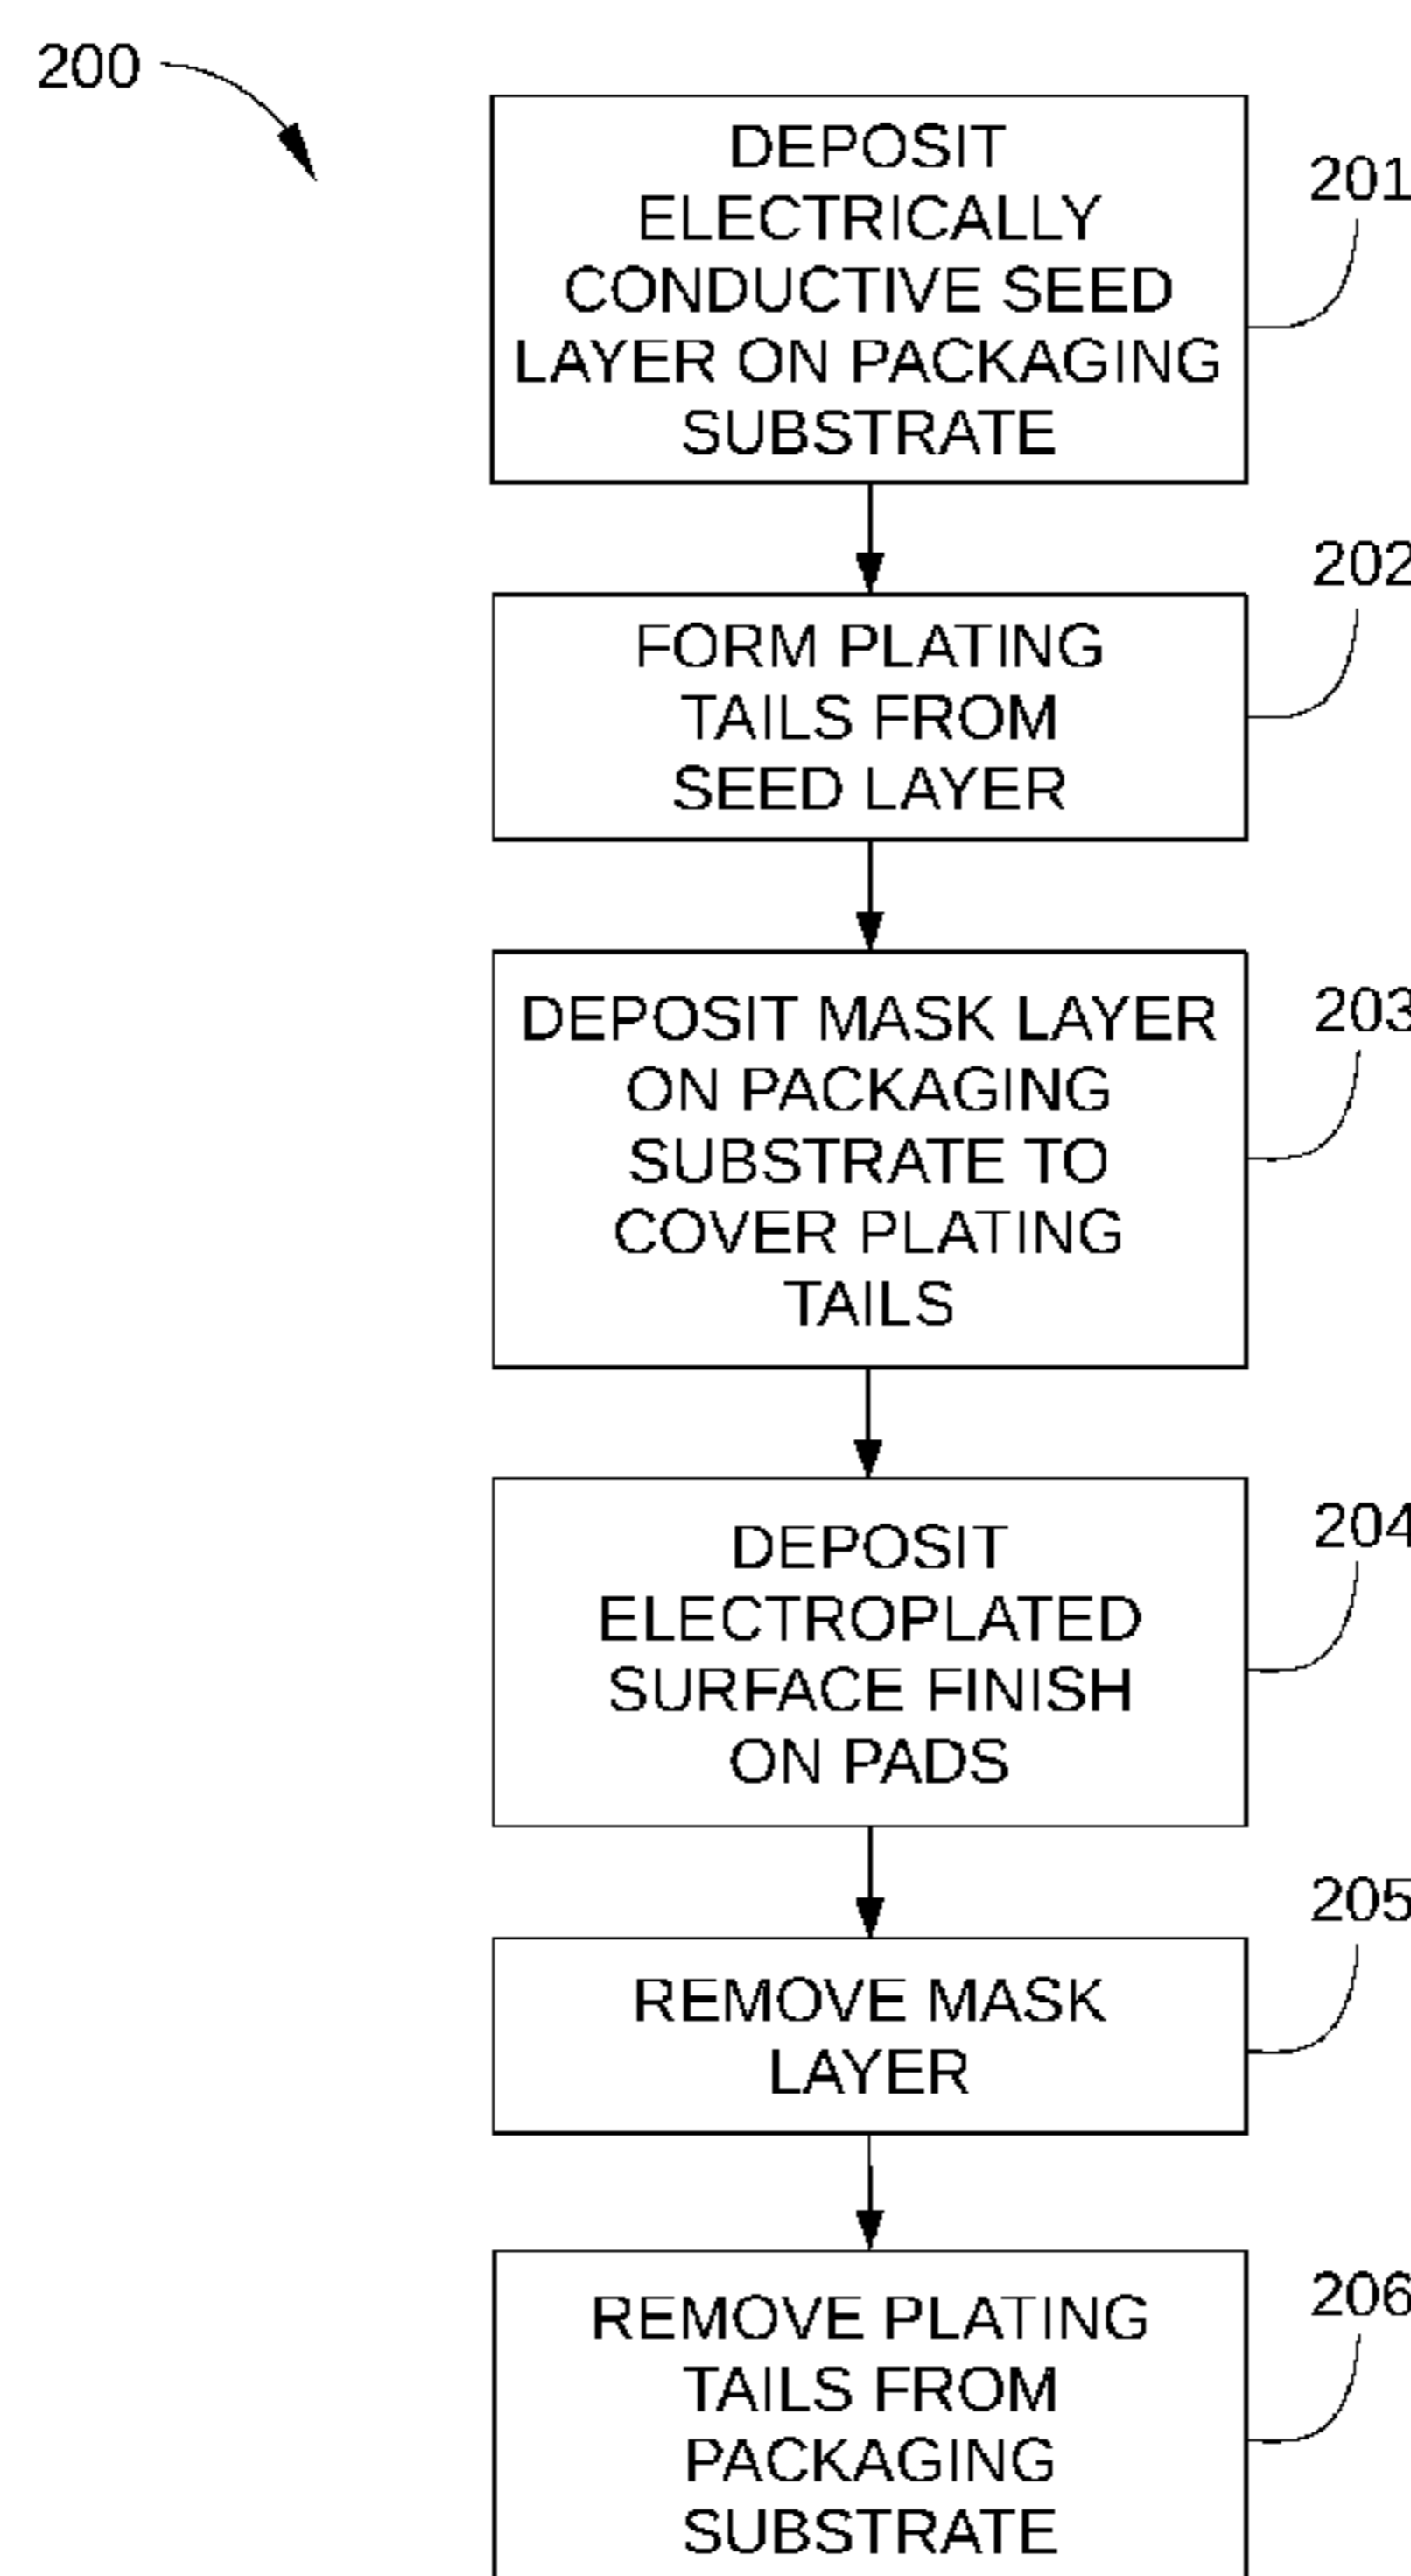 200
DEPOSIT
ELECTRICALLY
CONDUCTIVE SEED
LAYER ON PACKAGING
SUBSTRATE
201
FORM PLATING
TAILS FROM
SEED LAYER
202
DEPOSIT MASK LAYER
ON PACKAGING
SUBSTRATE TO
COVER PLATING
TAILS
203
DEPOSIT
ELECTROPLATED
SURFACE FINISH
ON PADS
204
REMOVE MASK
LAYER
205
REMOVE PLATING
TAILS FROM
PACKAGING
SUBSTRATE
206